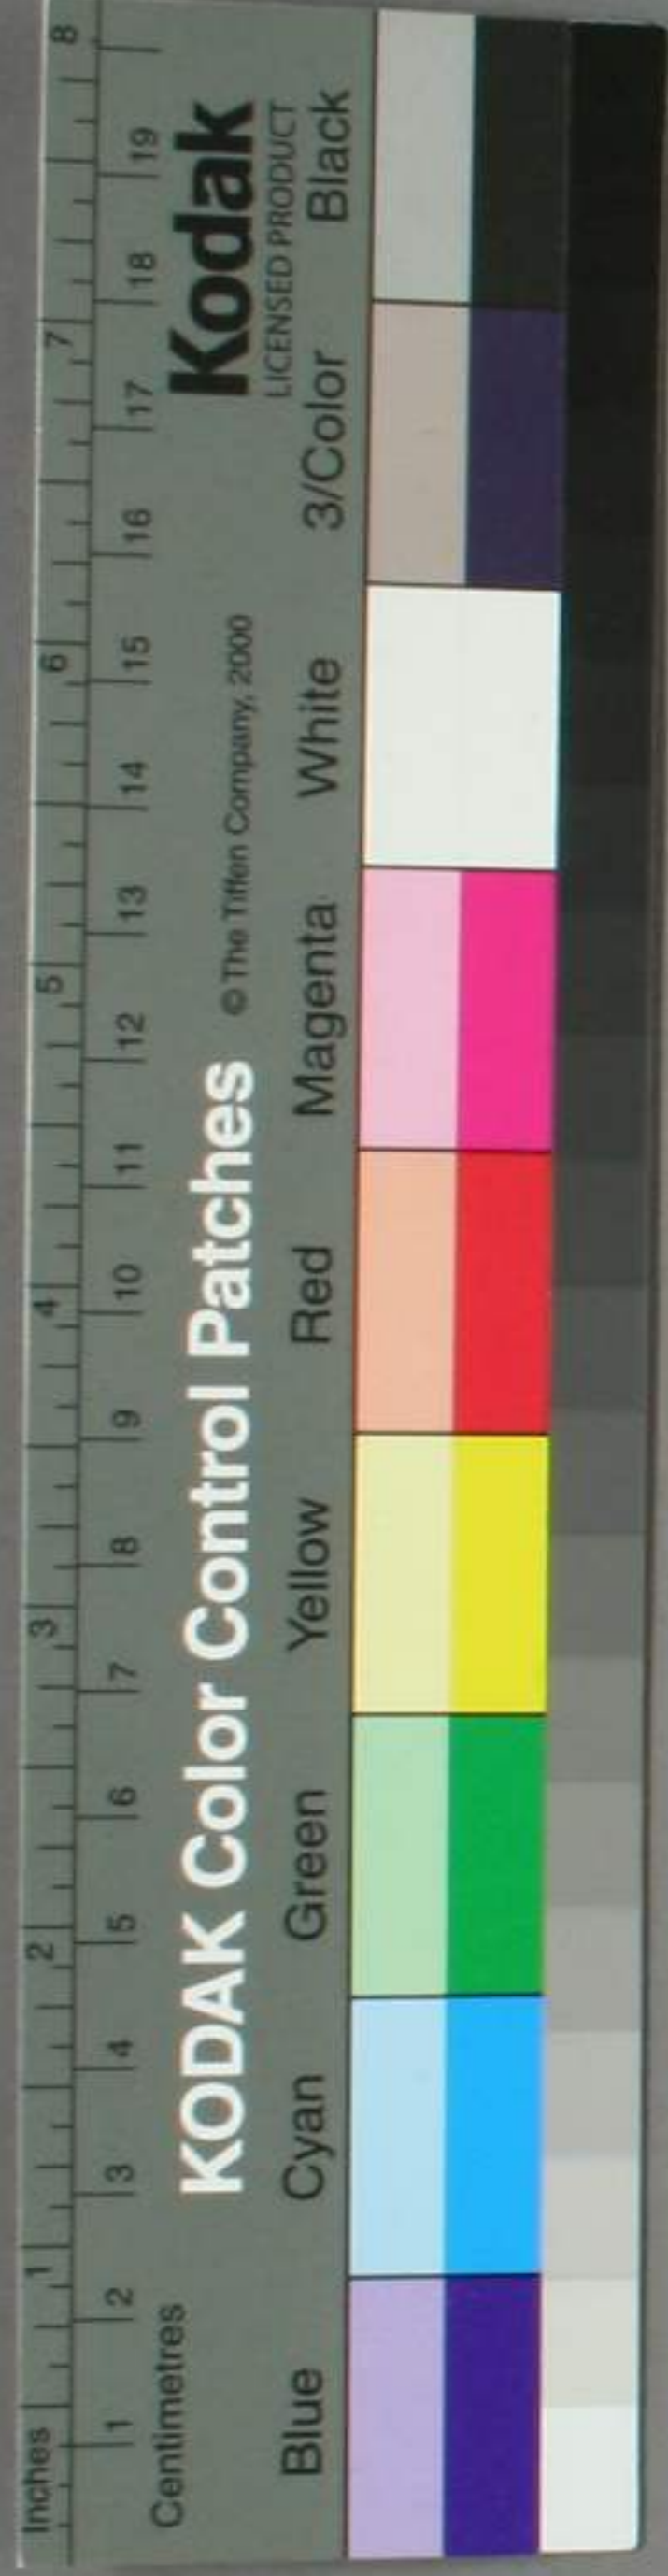 Inches 1 2 3 4 5 6 7 8
1 2 3 4 5 6 7 8 9 10 11 12 13 14 15 16 17 18 19
Centimetres
KODAK Color Control Patches
© The Tiffen Company, 2000
Kodak
LICENSED PRODUCT
Blue Cyan Green Yellow Red Magenta White 3/Color Black